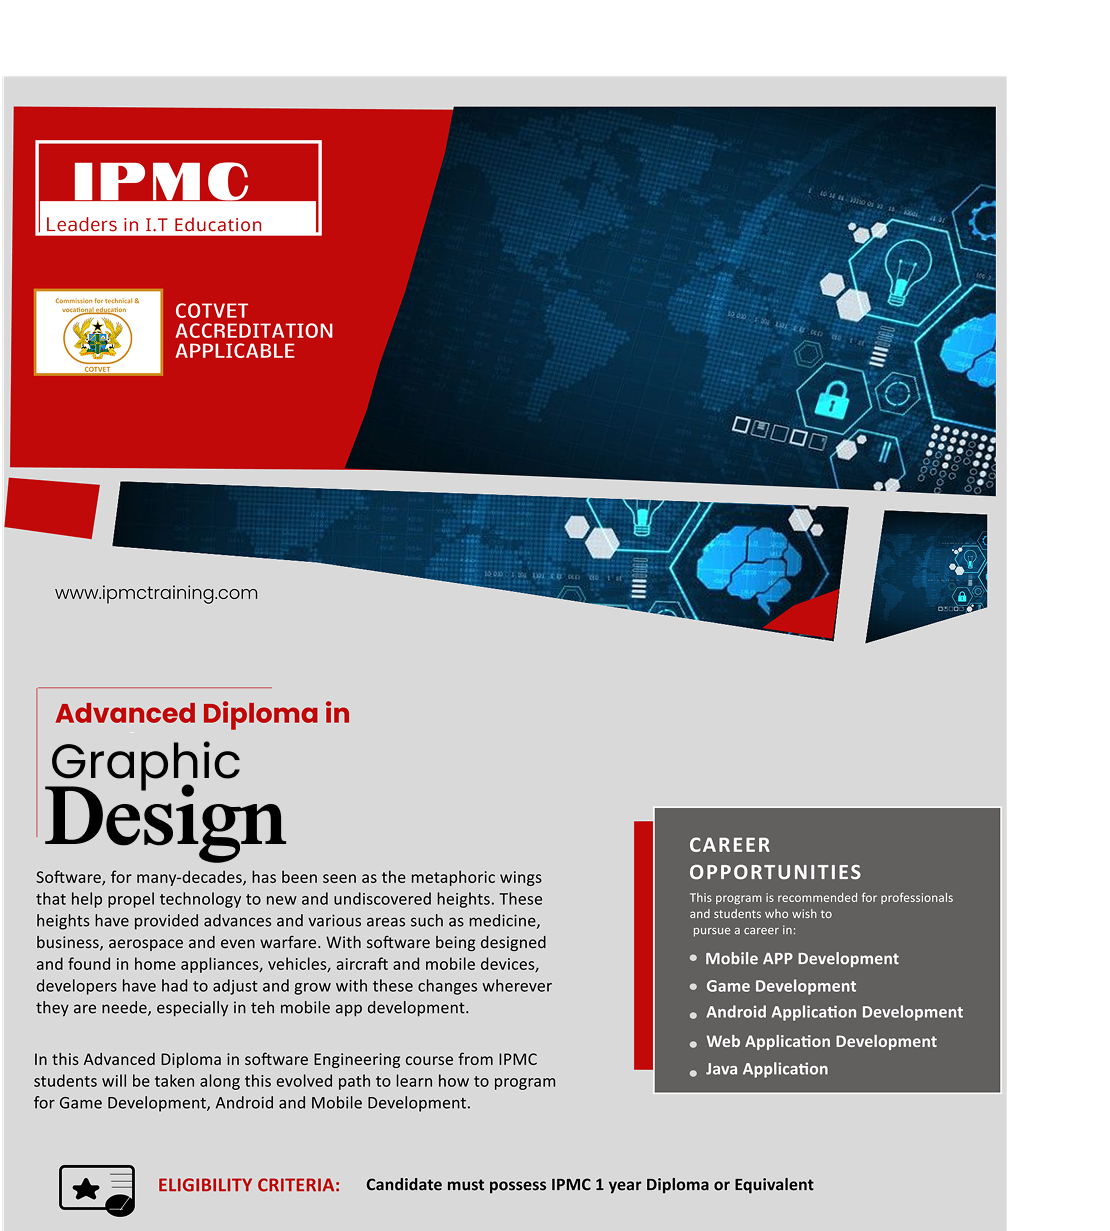 IPMC
Leaders in I.T Education
Commission for technical &
vocational education
COTVET
COTVET
ACCREDITATION
APPLICABLE
www.ipmctraining.com
Advanced Diploma in
Graphic
Design
Software, for many-decades, has been seen as the metaphoric wings
that help propel technology to new and undiscovered heights. These
heights have provided advances and various areas such as medicine,
business, aerospace and even warfare. With software being designed
and found in home appliances, vehicles, aircraft and mobile devices,
developers have had to adjust and grow with these changes wherever
they are neede, especially in teh mobile app development.
In this Advanced Diploma in software Engineering course from IPMC
students will be taken along this evolved path to learn how to program
for Game Development, Android and Mobile Development.
CAREER
OPPORTUNITIES
This program is recommended for professionals
and students who wish to
pursue a career in:
Mobile APP Development
Game Development
Android Application Development
Web Application Development
Java Application
ELIGIBILITY CRITERIA: Candidate must possess IPMC 1 year Diploma or Equivalent